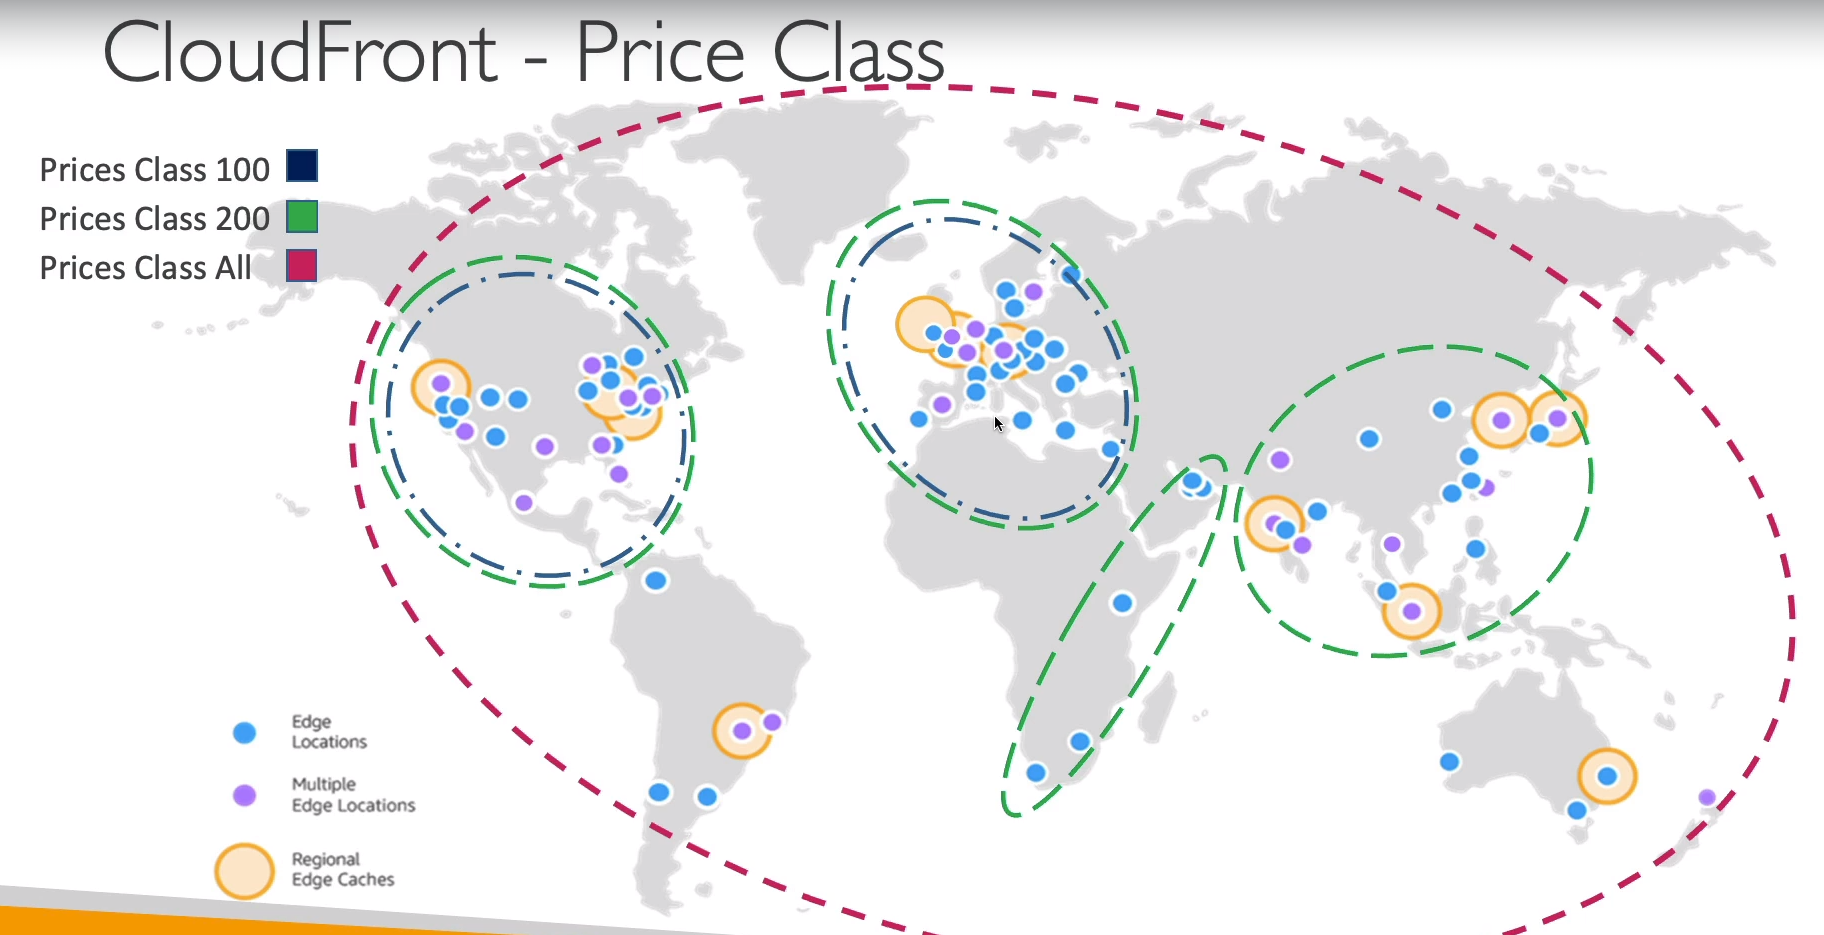 CloudFront - Price Class
Prices Class 100
Prices Class 200
Prices Class All
Edge
Locations
Multiple
Edge Locations
Regional
Edge Caches